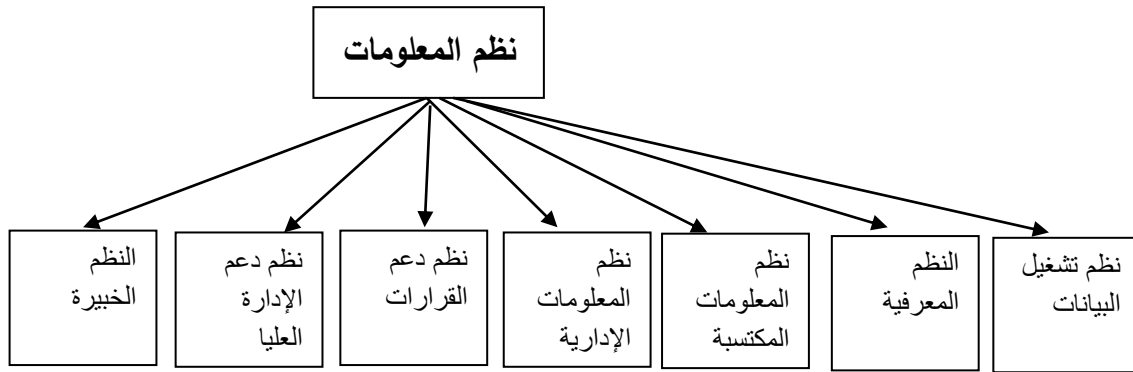 نظم المعلومات
نظم تشغيل
البيانات
النظم
المعرفية
نظم
المعلومات
المكتسبة
نظم
المعلومات
الإدارية
نظم دعم
القرارات
نظم دعم
الإدارة
العليا
النظم
الخبيرة